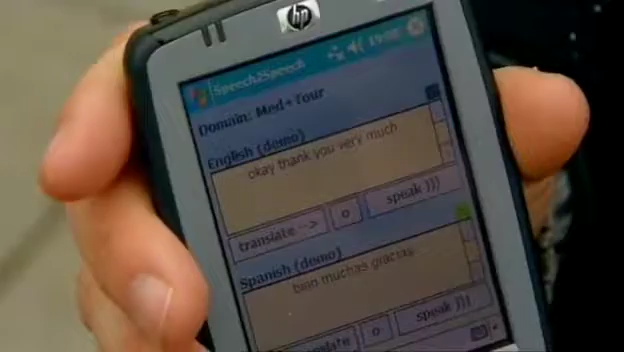 hp
Speech2Speech
Domain: Med+Tour
English (demo)
okay thank you very much
translate --> o speak )))
Spanish (demo)
bien muchas gracias
translate o speak )))